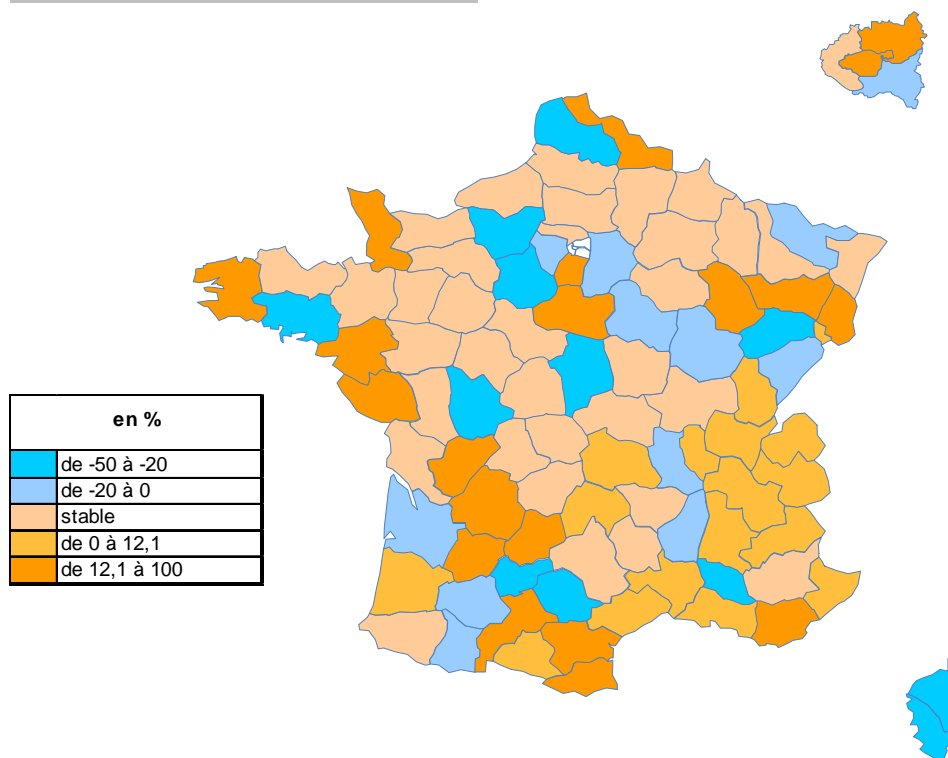 en %
de -50 à -20
de -20 à 0
stable
de 0 à 12,1
de 12,1 à 100